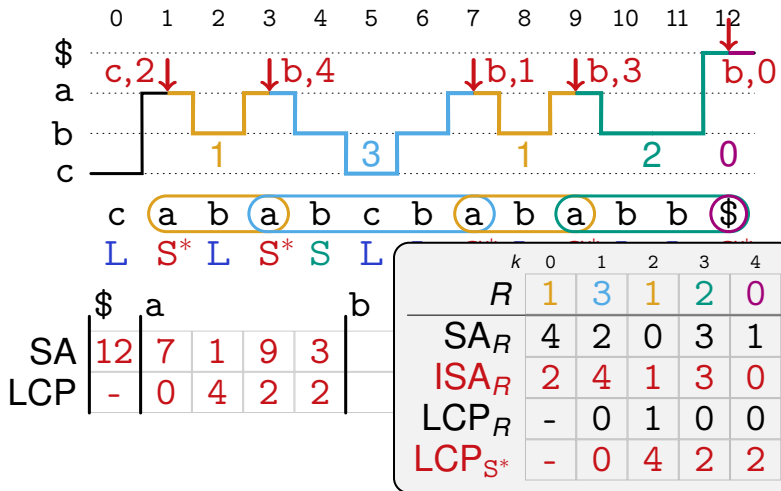 0 1 2 3 4 5 6 7 8 9 10 11 12
$
c,2 b,4 b,1 b,3 b,0
a
b
1 3 1 2 0
c
c a b a b c b a b a b b $
L S* L S* S L
k 0 1 2 3 4
R 1 3 1 2 0
$ a b
SA 12 7 1 9 3
LCP - 0 4 2 2
SA_R 4 2 0 3 1
ISA_R 2 4 1 3 0
LCP_R - 0 1 0 0
LCP_S* - 0 4 2 2